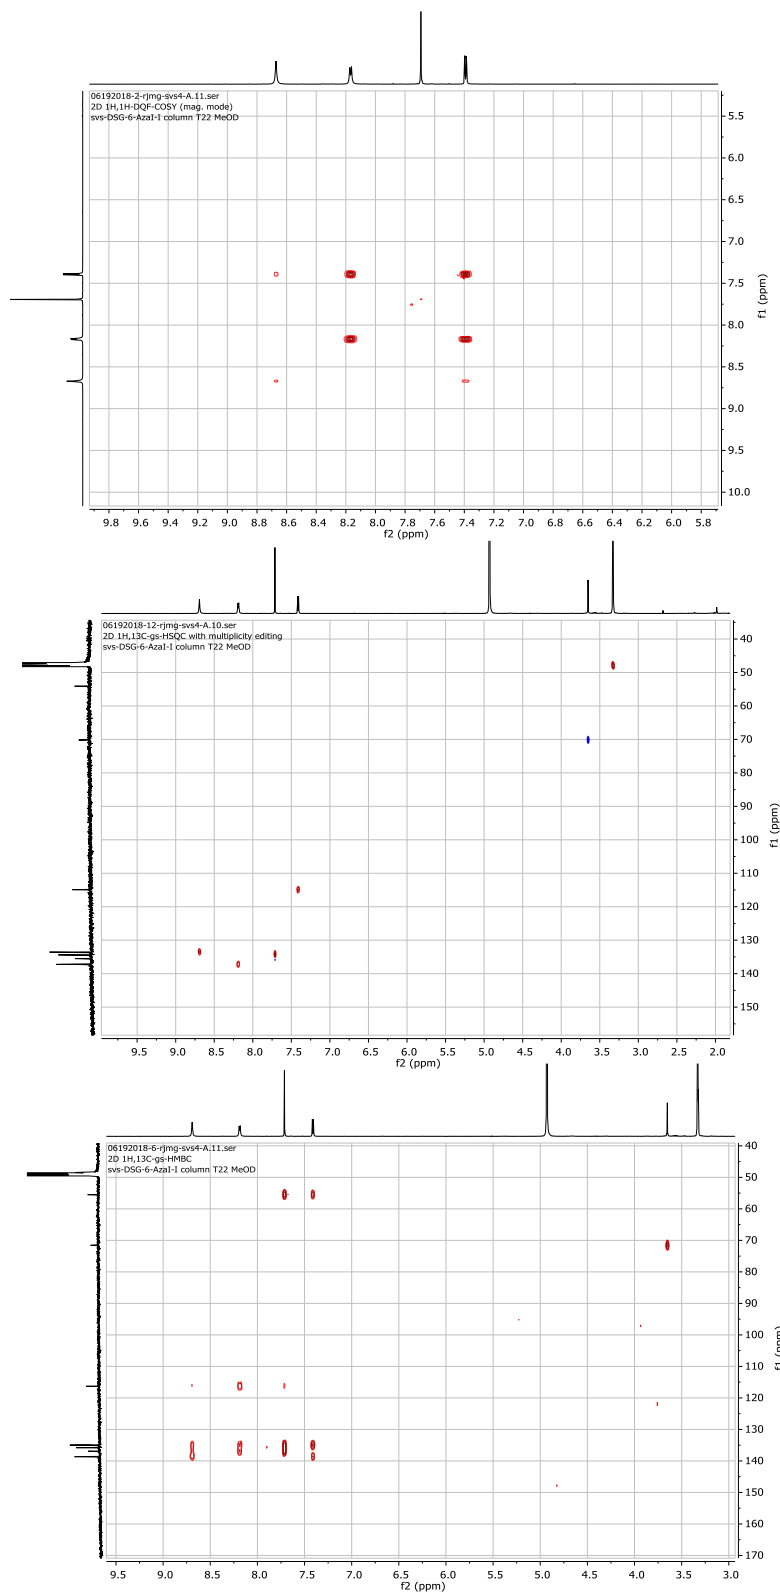 06192018-2-rjmg-svs4-A.11.ser
2D 1H,1H-DQF-COSY (mag. mode)
svs-DSG-6-AzaI-I column T22 MeOD
5.5
6.0
6.5
7.0
7.5
8.0
8.5
9.0
9.5
10.0
f1 (ppm)
9.8 9.6 9.4 9.2 9.0 8.8 8.6 8.4 8.2 8.0 7.8 7.6 7.4 7.2 7.0 6.8 6.6 6.4 6.2 6.0 5.8
f2 (ppm)
06192018-12-rjmg-svs4-A.10.ser
2D 1H,13C-gs-HSQC with multiplicity editing
svs-DSG-6-AzaI-I column T22 MeOD
40
50
60
70
80
90
100
110
120
130
140
150
f1 (ppm)
9.5 9.0 8.5 8.0 7.5 7.0 6.5 6.0 5.5 5.0 4.5 4.0 3.5 3.0 2.5 2.0
f2 (ppm)
06192018-6-rjmg-svs4-A.11.ser
2D 1H,13C-gs-HMBC
svs-DSG-6-AzaI-I column T22 MeOD
40
50
60
70
80
90
100
110
120
130
140
150
160
170
f1 (ppm)
9.5 9.0 8.5 8.0 7.5 7.0 6.5 6.0 5.5 5.0 4.5 4.0 3.5 3.0
f2 (ppm)